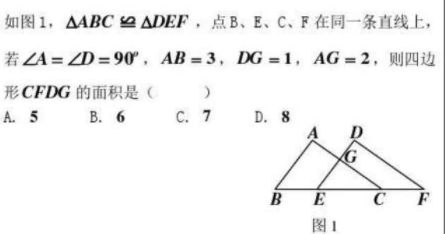 如图1，△ABC ≌ △DEF，点B、E、C、F 在同一条直线上，
若∠A＝∠D＝90°，AB＝3，DG＝1，AG＝2，则四边
形CFDG 的面积是（　　）
A. 5　　B. 6　　C. 7　　D. 8
A D
G
B E C F
图1